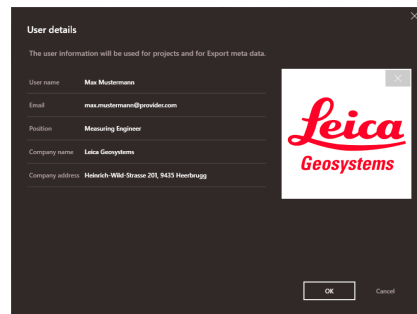 User details
The user information will be used for projects and for Export meta data.
User name Max Mustermann
Email max.mustermann@provider.com
Position Measuring Engineer
Company name Leica Geosystems
Company address Heinrich-Wild-Strasse 201, 9435 Heerbrugg
Leica
Geosystems
OK Cancel